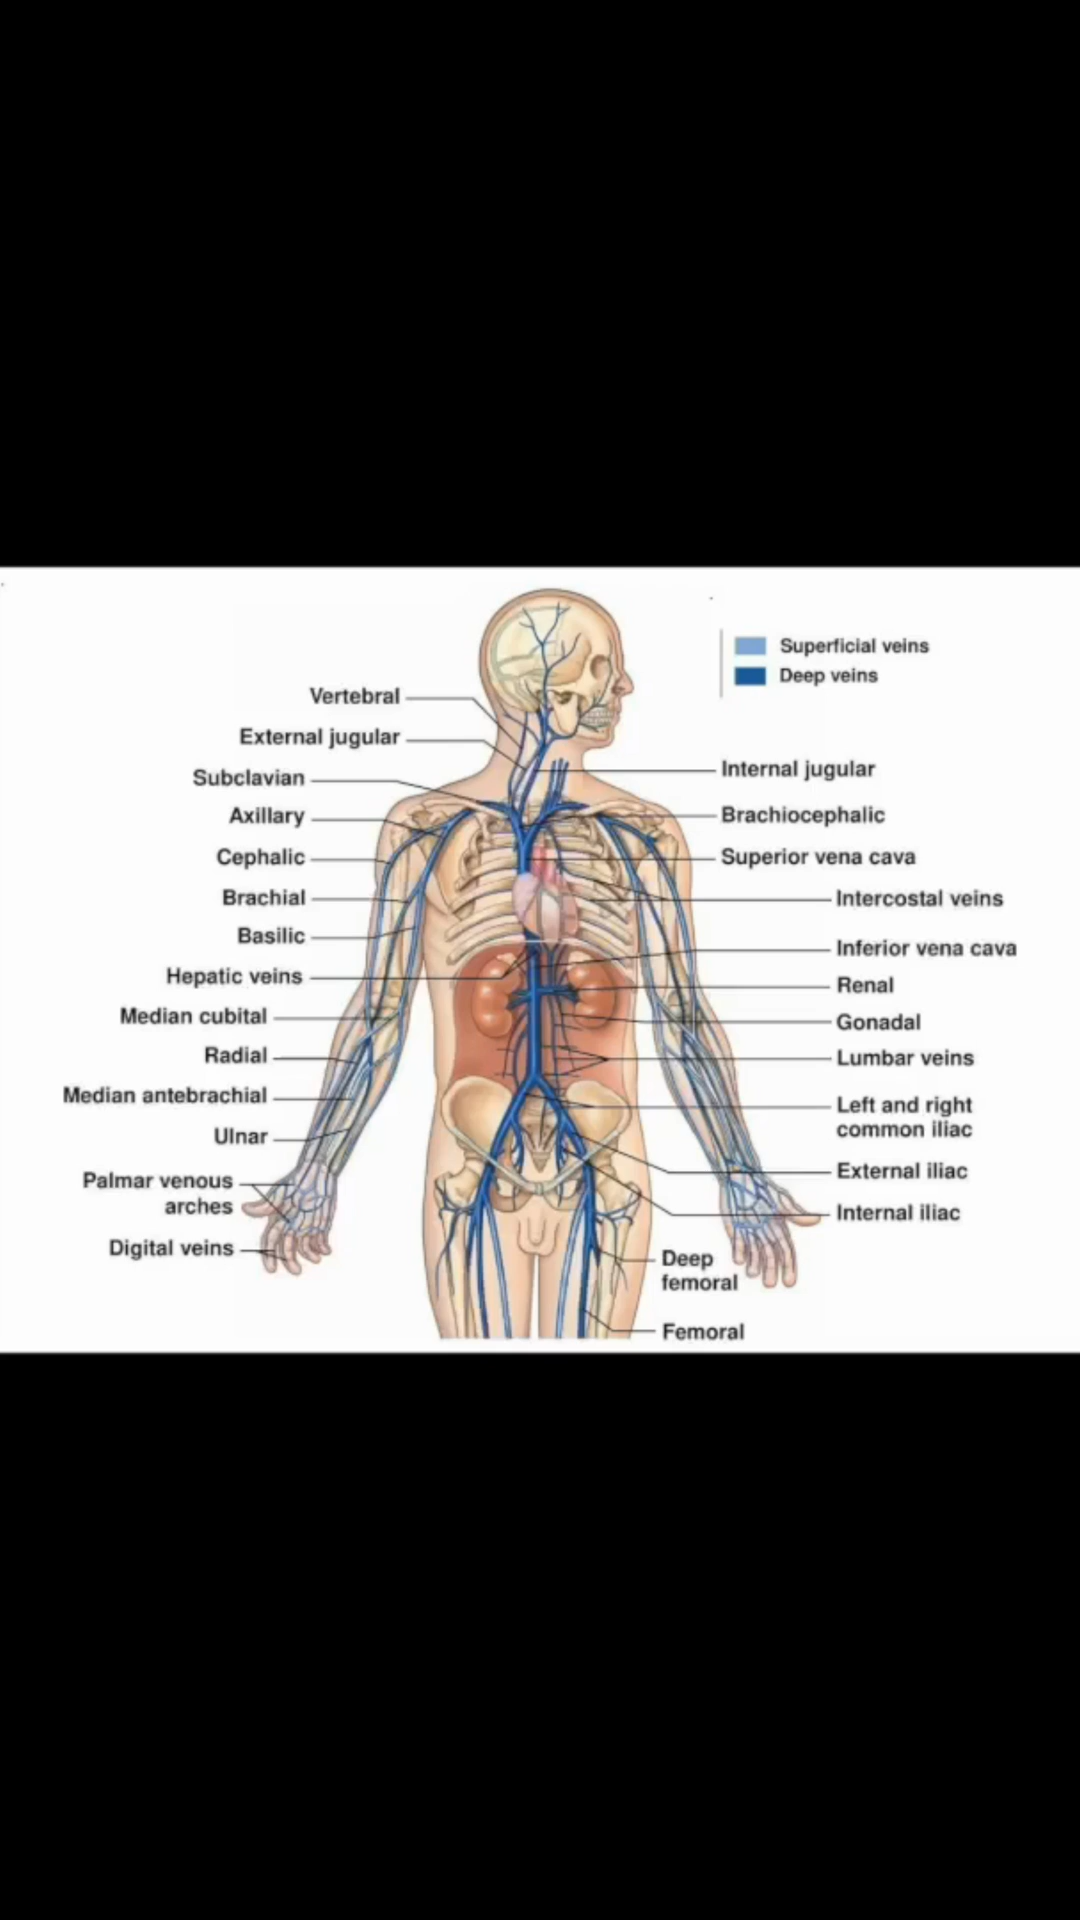 Superficial veins
Deep veins
Vertebral
External jugular
Subclavian
Axillary
Cephalic
Brachial
Basilic
Hepatic veins
Median cubital
Radial
Median antebrachial
Ulnar
Palmar venous
arches
Digital veins
Internal jugular
Brachiocephalic
Superior vena cava
Intercostal veins
Inferior vena cava
Renal
Gonadal
Lumbar veins
Left and right
common iliac
External iliac
Internal iliac
Deep
femoral
Femoral